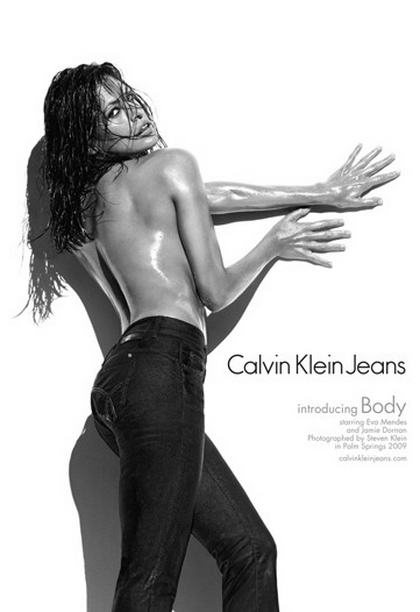 Calvin Klein Jeans
introducing Body
starring Eva Mendes
and Jamie Dornan
Photographed by Steven Klein
in Palm Springs 2009
calvinkleinjeans.com